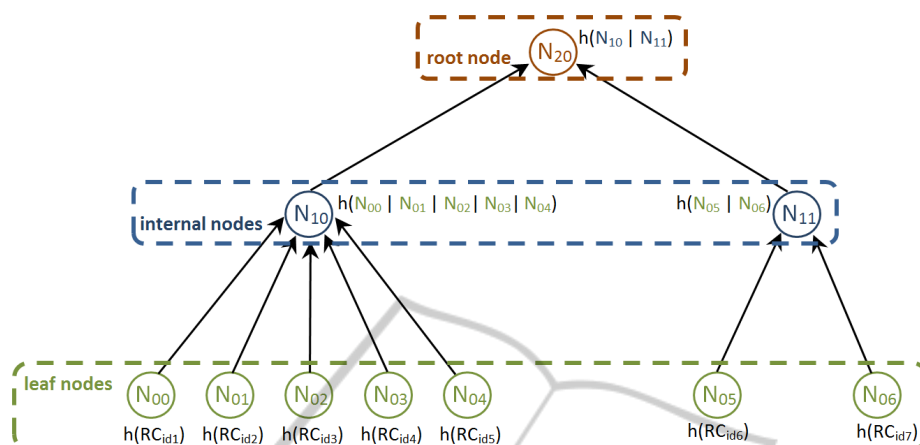 root node N₂₀ h(N₁₀ | N₁₁)
internal nodes N₁₀ h(N₀₀ | N₀₁ | N₀₂| N₀₃| N₀₄) h(N₀₅ | N₀₆) N₁₁
leaf nodes
N₀₀ N₀₁ N₀₂ N₀₃ N₀₄ N₀₅ N₀₆
h(RCid1) h(RCid2) h(RCid3) h(RCid4) h(RCid5) h(RCid6) h(RCid7)